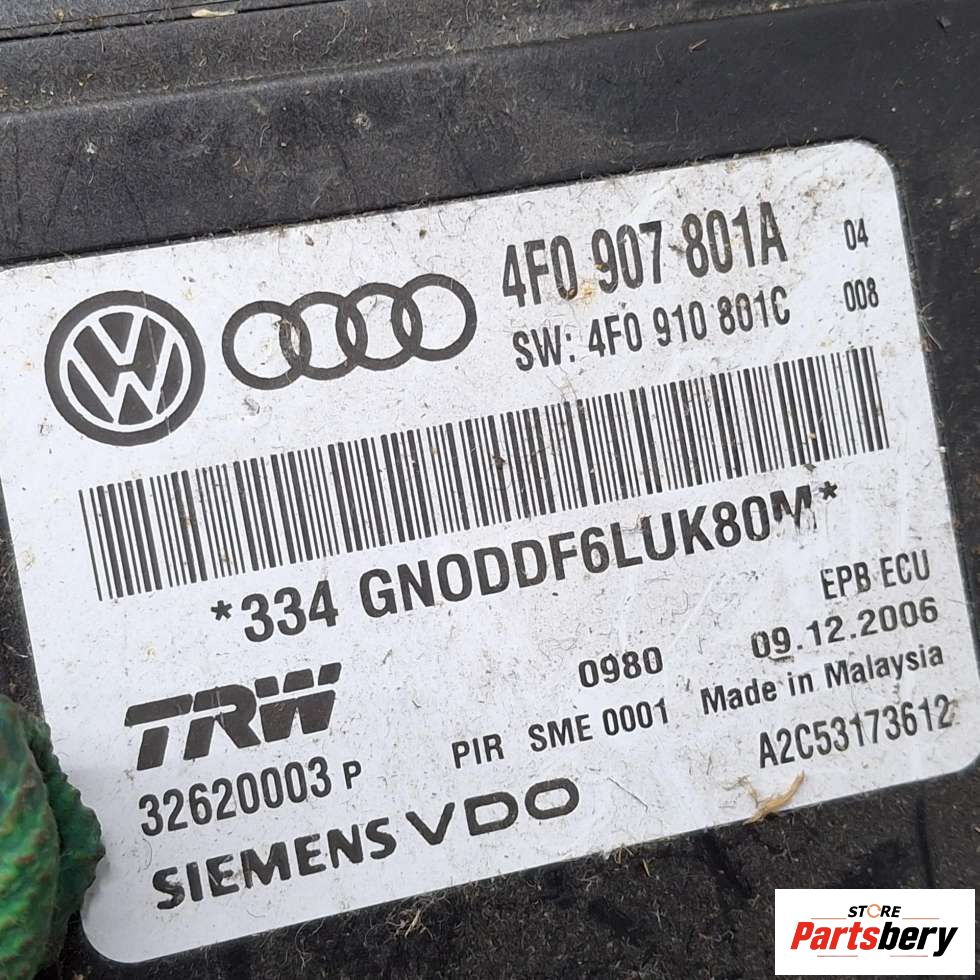 4F0 907 801A 04
SW: 4F0 910 801C 008
*334 GNODDF6LUK80M*
EPB ECU
0980 09.12.2006
TRW PIR SME 0001 Made in Malaysia
32620003 P A2C53173612
SIEMENS VDO
STORE
Partsbery